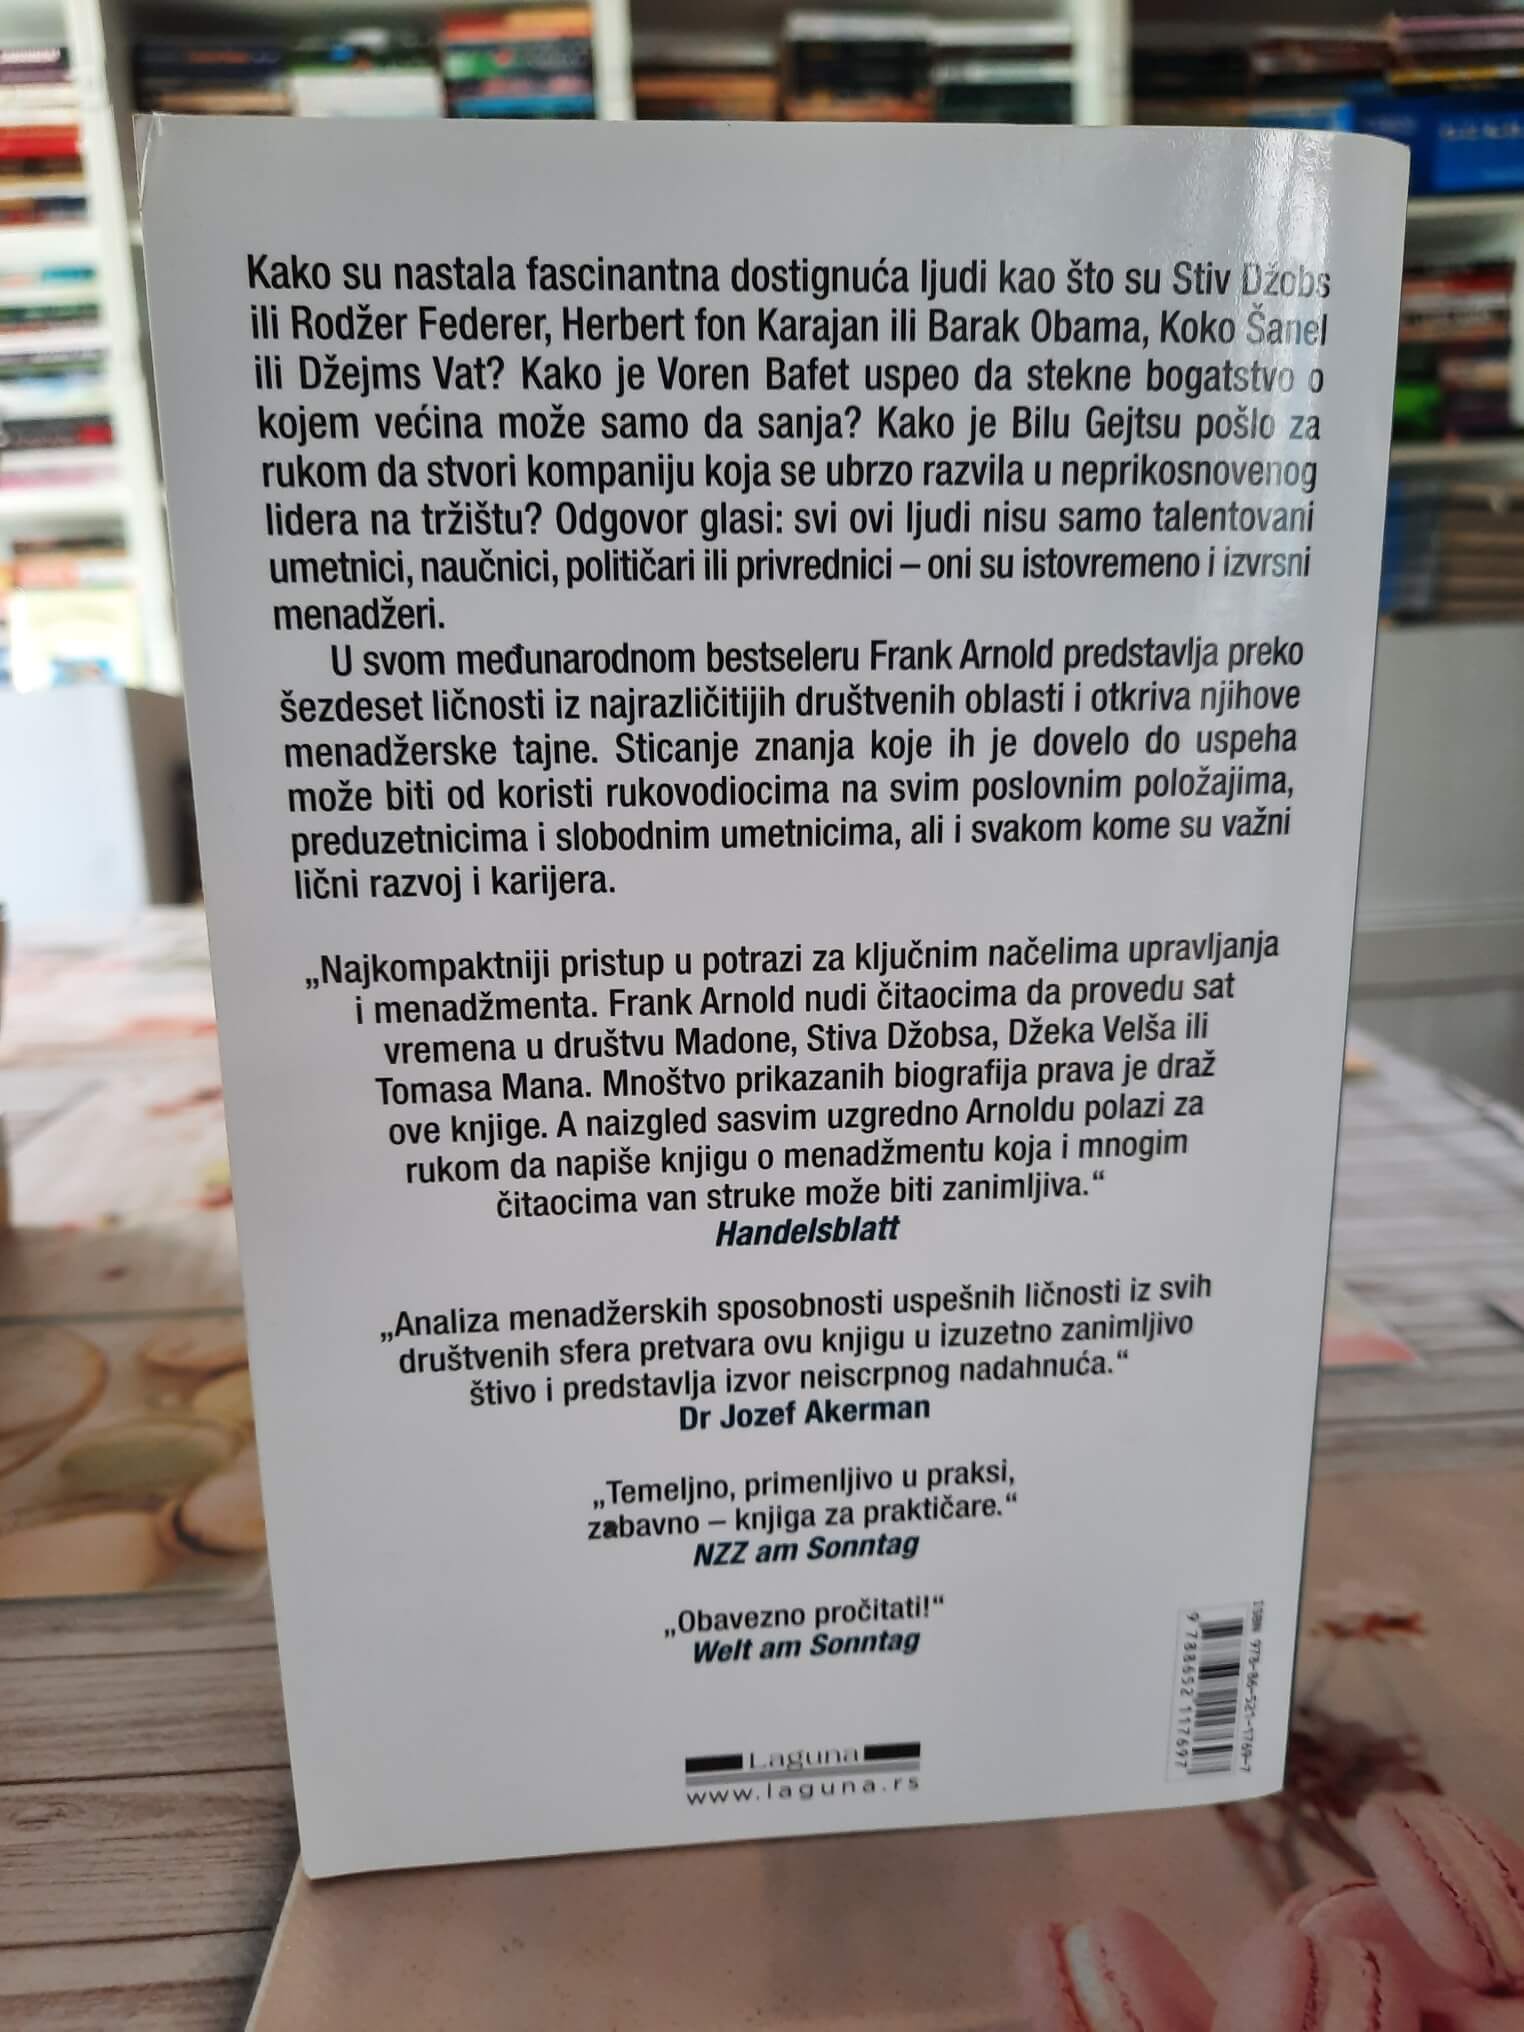 Kako su nastala fascinantna dostignuća ljudi kao što su Stiv Džobs
ili Rodžer Federer, Herbert fon Karajan ili Barak Obama, Koko Šanel
ili Džejms Vat? Kako je Voren Bafet uspeo da stekne bogatstvo o
kojem većina može samo da sanja? Kako je Bilu Gejtsu pošlo za
rukom da stvori kompaniju koja se ubrzo razvila u neprikosnovenog
lidera na tržištu? Odgovor glasi: svi ovi ljudi nisu samo talentovani
umetnici, naučnici, političari ili privrednici – oni su istovremeno i izvrsni
menadžeri.
U svom međunarodnom bestseleru Frank Arnold predstavlja preko
šezdeset ličnosti iz najrazličitijih društvenih oblasti i otkriva njihove
menadžerske tajne. Sticanje znanja koje ih je dovelo do uspeha
može biti od koristi rukovodiocima na svim poslovnim položajima,
preduzetnicima i slobodnim umetnicima, ali i svakom kome su važni
lični razvoj i karijera.
„Najkompaktniji pristup u potrazi za ključnim načelima upravljanja
i menadžmenta. Frank Arnold nudi čitaocima da provedu sat
vremena u društvu Madone, Stiva Džobsa, Džeka Velša ili
Tomasa Mana. Mnoštvo prikazanih biografija prava je draž
ove knjige. A naizgled sasvim uzgredno Arnoldu polazi za
rukom da napiše knjigu o menadžmentu koja i mnogim
čitaocima van struke može biti zanimljiva.“
Handelsblatt
„Analiza menadžerskih sposobnosti uspešnih ličnosti iz svih
društvenih sfera pretvara ovu knjigu u izuzetno zanimljivo
štivo i predstavlja izvor neiscrpnog nadahnuća.“
Dr Jozef Akerman
„Temeljno, primenljivo u praksi,
zabavno – knjiga za praktičare.“
NZZ am Sonntag
„Obavezno pročitati!“
Welt am Sonntag
ISBN 978-86-521-1769-7
9 788652 117697
Laguna
www.laguna.rs